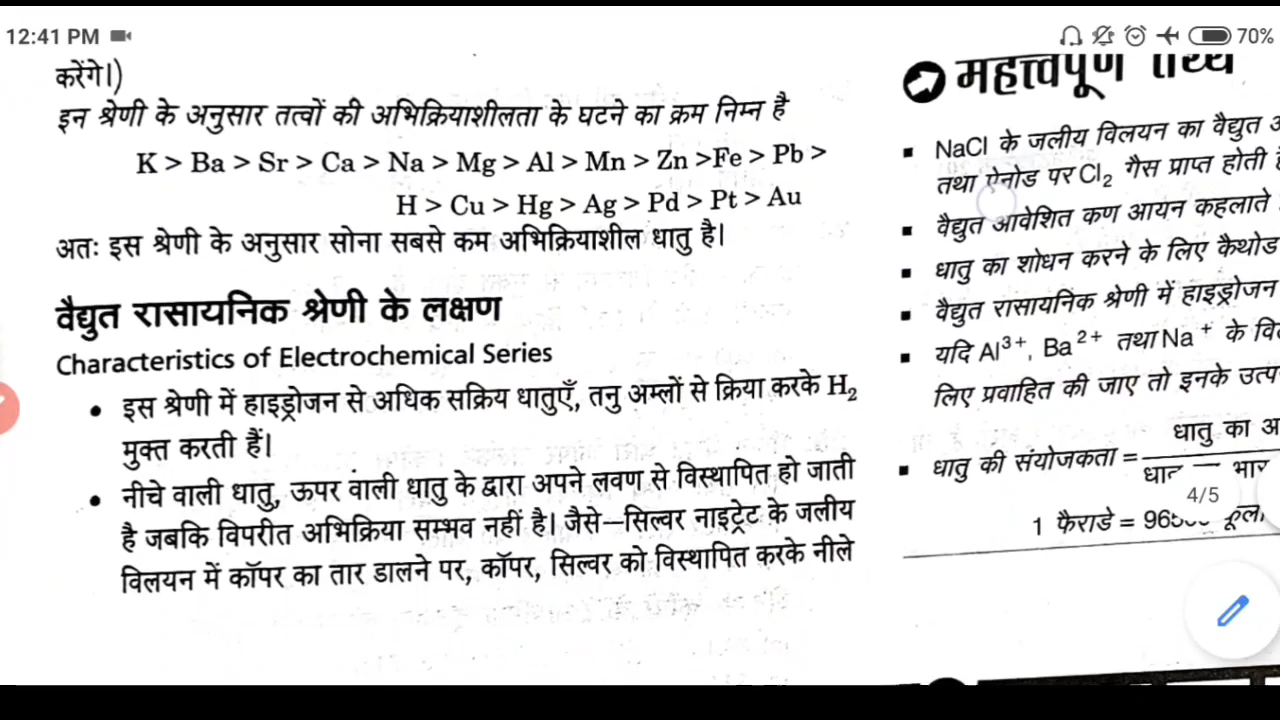 12:41 PM
70%
करेंगे।)
इन श्रेणी के अनुसार तत्वों की अभिक्रियाशीलता के घटने का क्रम निम्न है
K > Ba > Sr > Ca > Na > Mg > Al > Mn > Zn >Fe > Pb >
H > Cu > Hg > Ag > Pd > Pt > Au
अतः इस श्रेणी के अनुसार सोना सबसे कम अभिक्रियाशील धातु है।
वैद्युत रासायनिक श्रेणी के लक्षण
Characteristics of Electrochemical Series
• इस श्रेणी में हाइड्रोजन से अधिक सक्रिय धातुएँ, तनु अम्लों से क्रिया करके H₂
मुक्त करती हैं।
• नीचे वाली धातु, ऊपर वाली धातु के द्वारा अपने लवण से विस्थापित हो जाती
है जबकि विपरीत अभिक्रिया सम्भव नहीं है। जैसे–सिल्वर नाइट्रेट के जलीय
विलयन में कॉपर का तार डालने पर, कॉपर, सिल्वर को विस्थापित करके नीले
महत्त्वपूर्ण तथ्य
▪ NaCl के जलीय विलयन का वैद्युत
तथा ऐनोड पर Cl₂ गैस प्राप्त होती
▪ वैद्युत आवेशित कण आयन कहलाते
▪ धातु का शोधन करने के लिए कैथोड
▪ वैद्युत रासायनिक श्रेणी में हाइड्रोजन
▪ यदि Al³⁺, Ba²⁺ तथा Na⁺ के
लिए प्रवाहित की जाए तो इनके
धातु का
▪ धातु की संयोजकता =
भार
4/5
1 फैराडे =